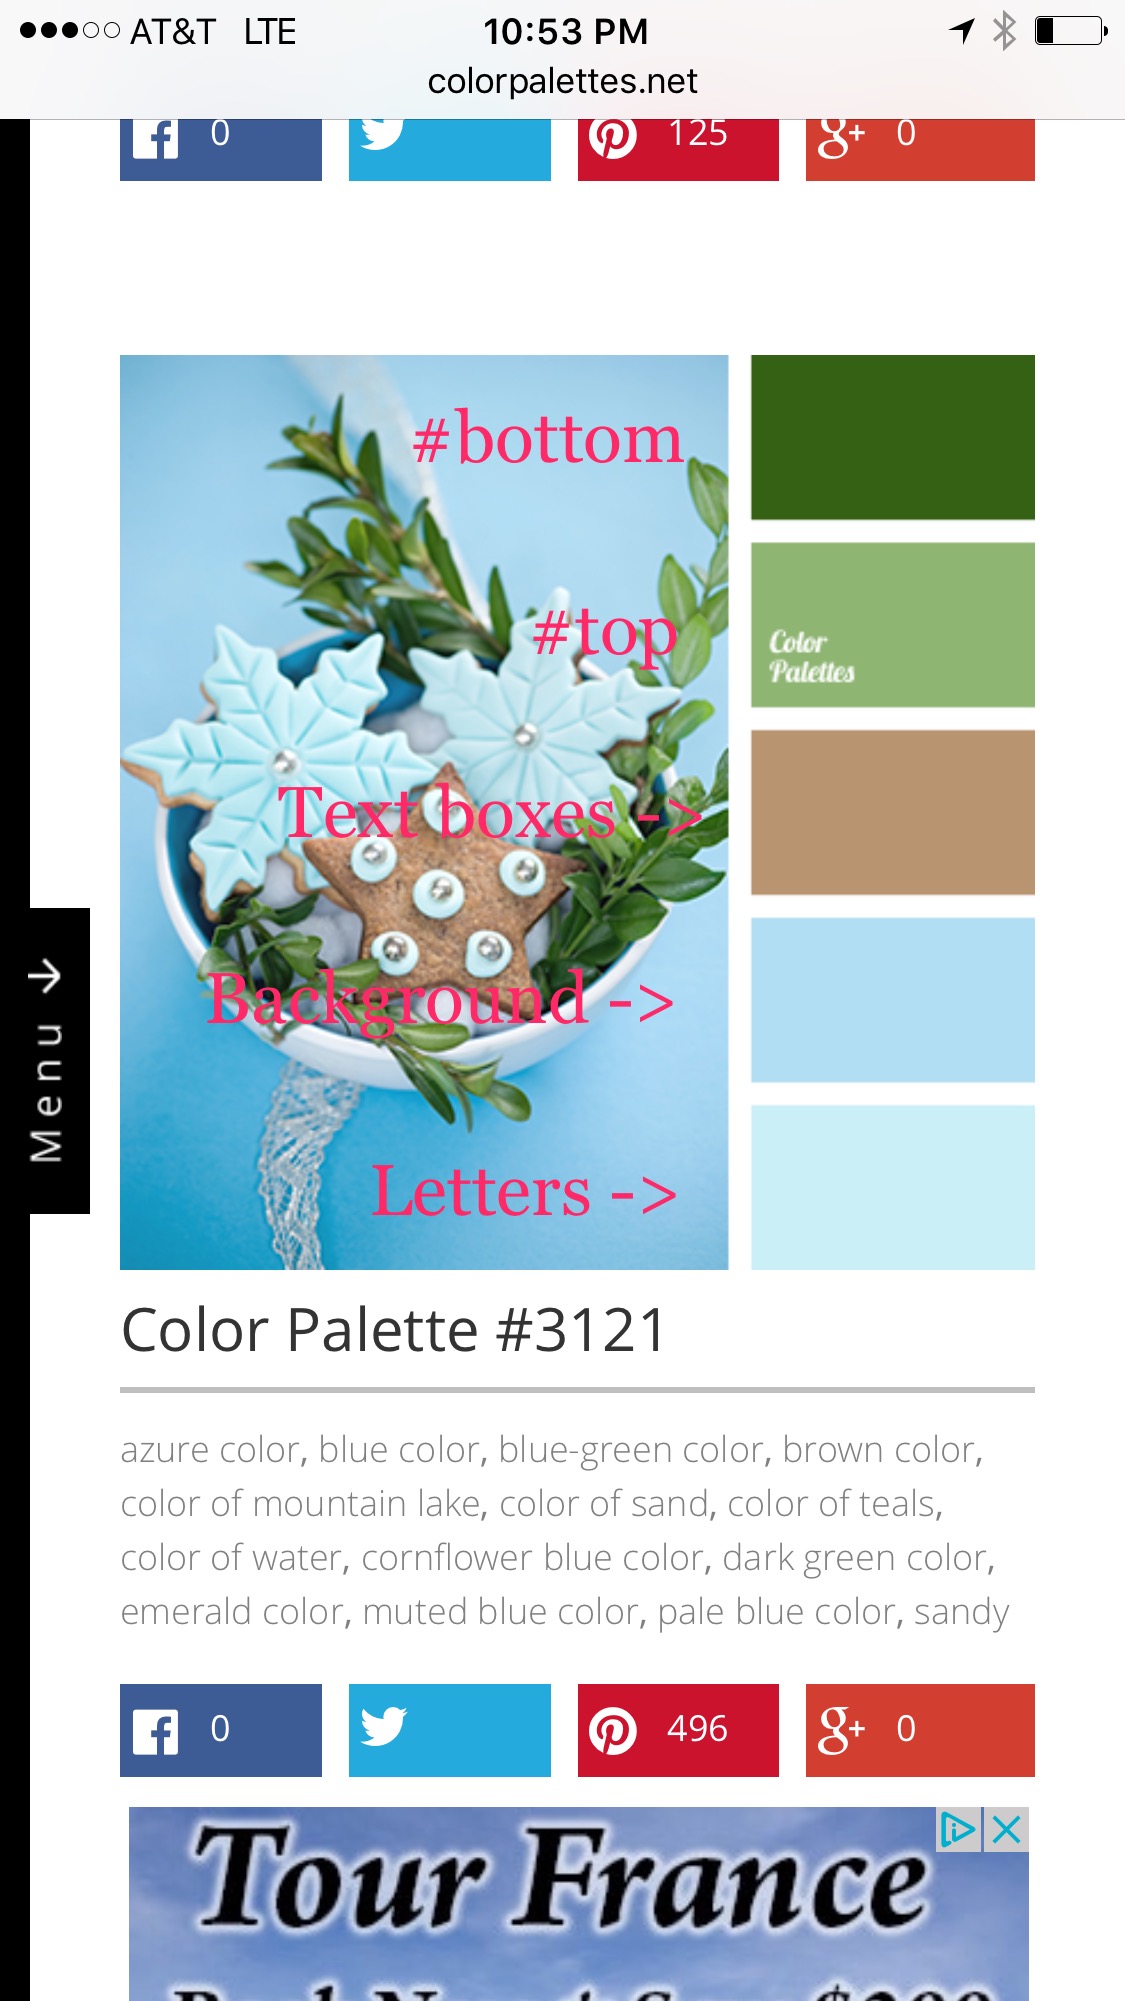 AT&T LTE 10:53 PM
colorpalettes.net
0 125 g+ 0
#bottom
#top
Color
Palettes
Text boxes ->
Background ->
Letters ->
Menu →
Color Palette #3121
azure color, blue color, blue-green color, brown color,
color of mountain lake, color of sand, color of teals,
color of water, cornflower blue color, dark green color,
emerald color, muted blue color, pale blue color, sandy
0 496 g+ 0
Tour France